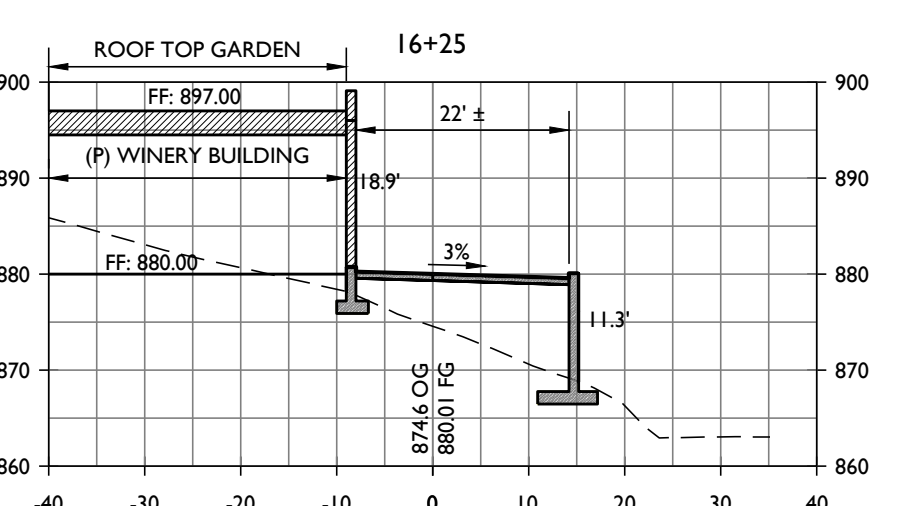 ROOF TOP GARDEN
16+25
900
900
FF: 897.00
22' ±
(P) WINERY BUILDING
890
18.9'
890
3%
FF: 880.00
880
880
11.3'
870
874.6 OG
880.01 FG
870
860
860
-40 -30 -20 -10 0 10 20 30 40